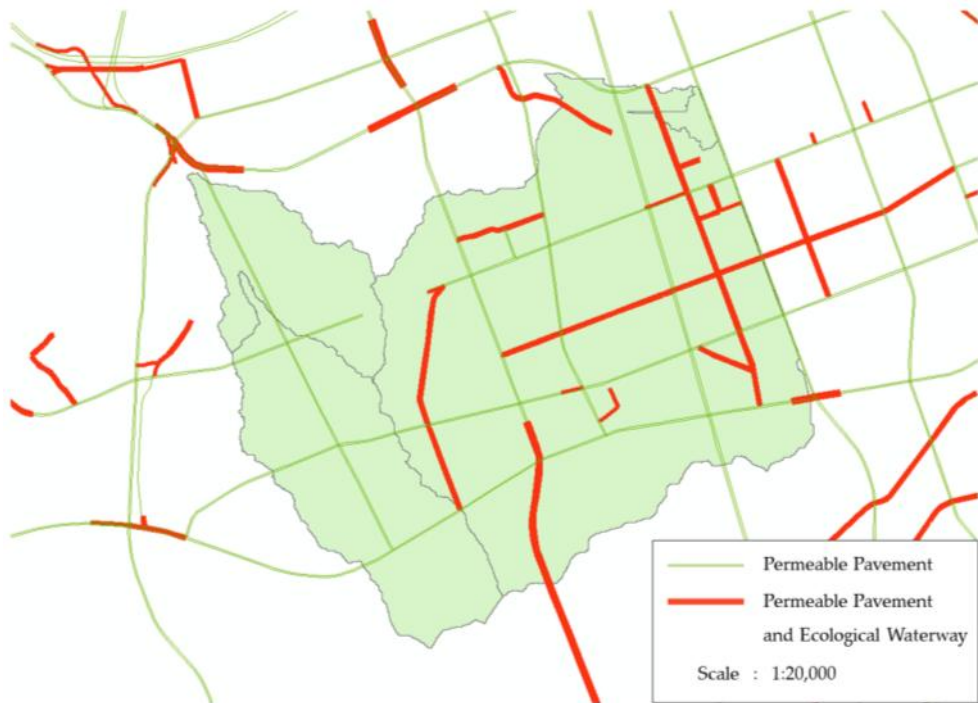 Permeable Pavement
Permeable Pavement
and Ecological Waterway
Scale : 1:20,000